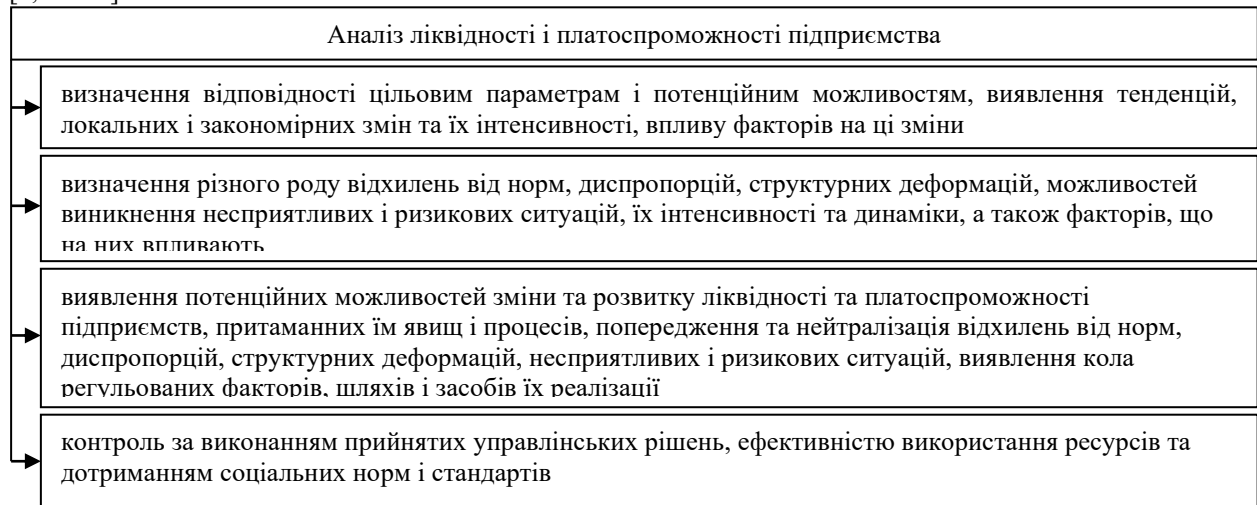 Аналіз ліквідності і платоспроможності підприємства
визначення відповідності цільовим параметрам і потенційним можливостям, виявлення тенденцій,
локальних і закономірних змін та їх інтенсивності, впливу факторів на ці зміни
визначення різного роду відхилень від норм, диспропорцій, структурних деформацій, можливостей
виникнення несприятливих і ризикових ситуацій, їх інтенсивності та динаміки, а також факторів, що
на них впливають
виявлення потенційних можливостей зміни та розвитку ліквідності та платоспроможності
підприємств, притаманних їм явищ і процесів, попередження та нейтралізація відхилень від норм,
диспропорцій, структурних деформацій, несприятливих і ризикових ситуацій, виявлення кола
регульованих факторів, шляхів і засобів їх реалізації
контроль за виконанням прийнятих управлінських рішень, ефективністю використання ресурсів та
дотриманням соціальних норм і стандартів